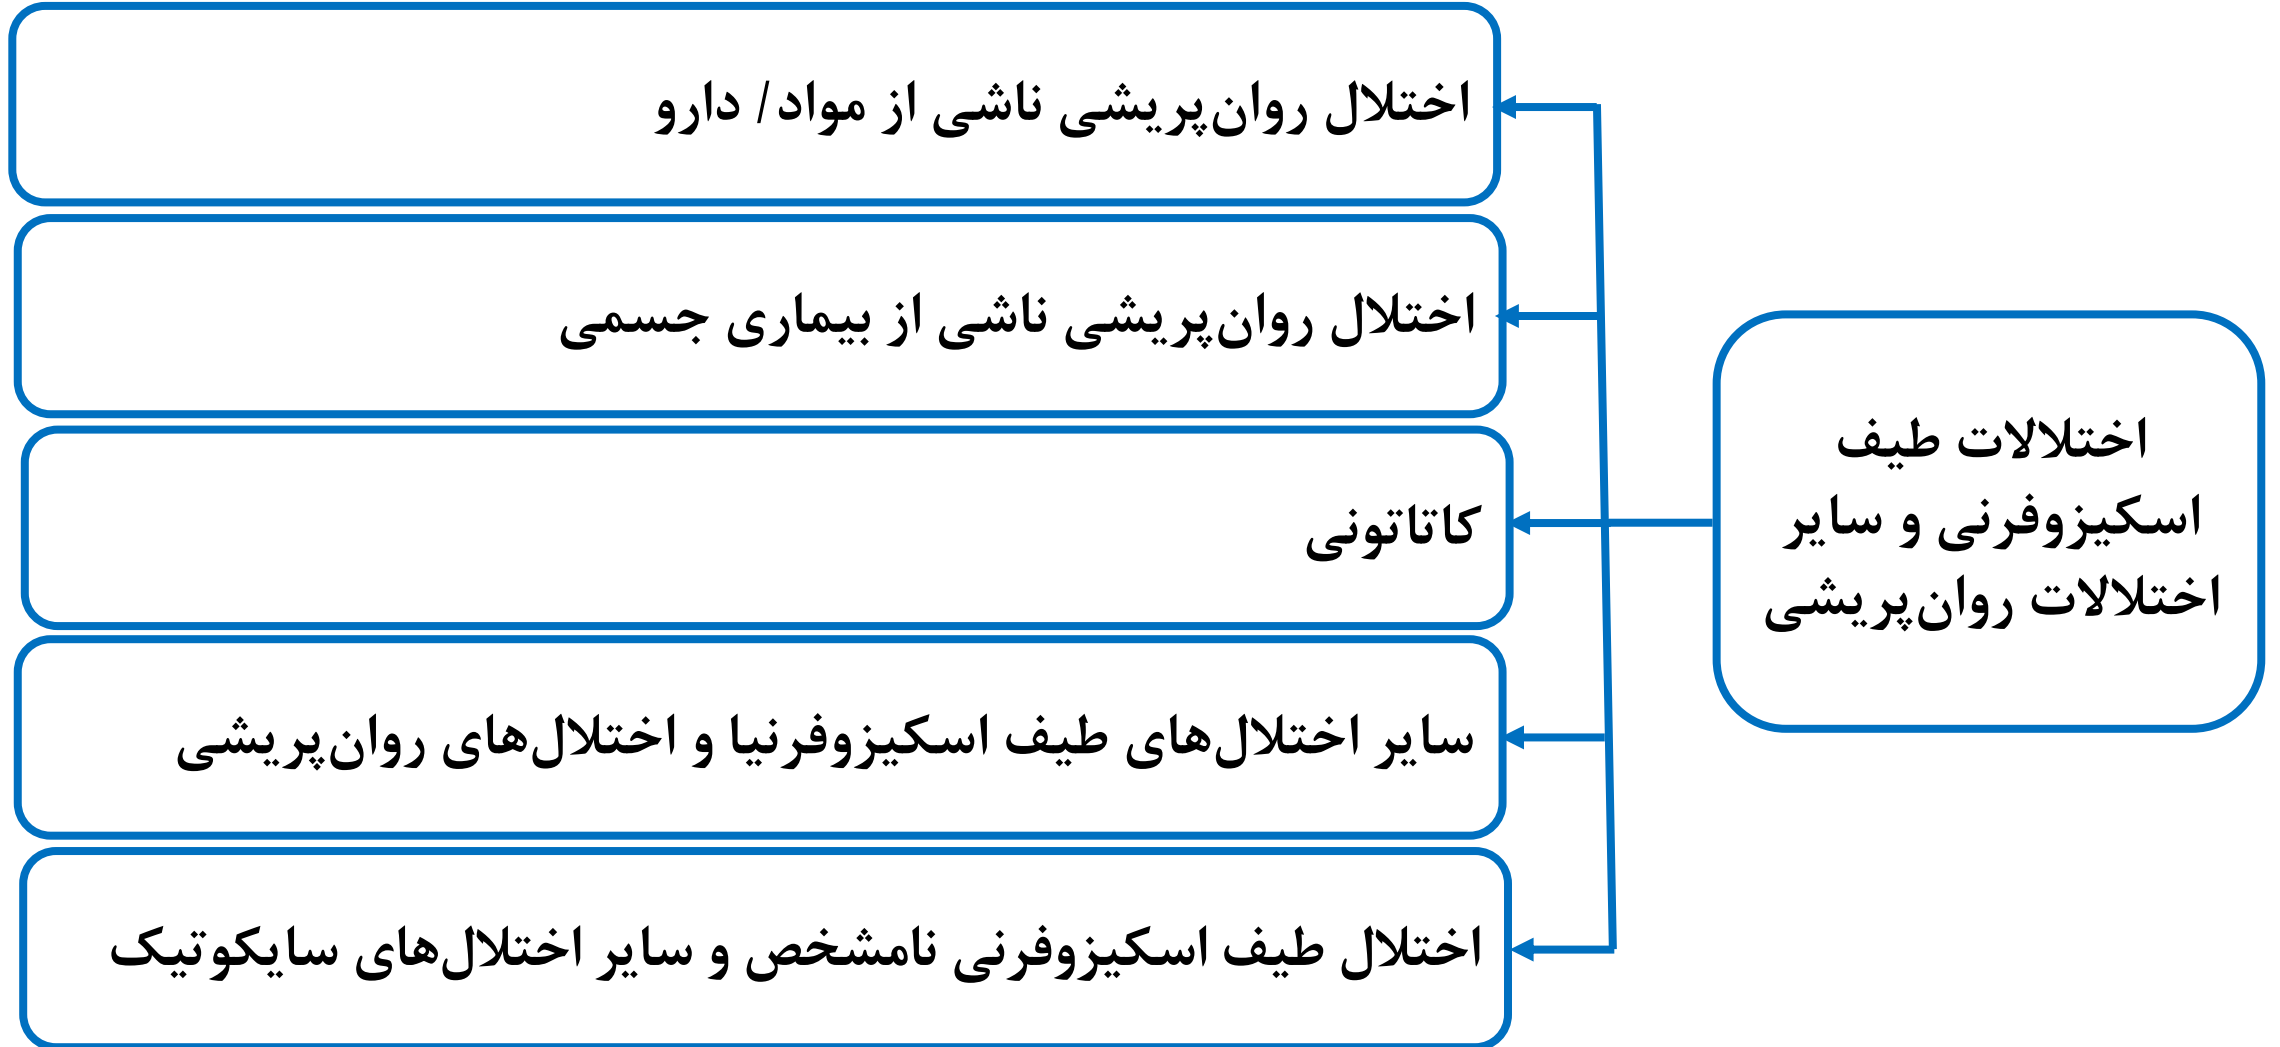 اختلالات طیف
اسکیزوفرنی و سایر
اختلالات روان‌پریشی
اختلال روان‌پریشی ناشی از مواد/ دارو
اختلال روان‌پریشی ناشی از بیماری جسمی
کاتاتونی
سایر اختلال‌های طیف اسکیزوفرنیا و اختلال‌های روان‌پریشی
اختلال طیف اسکیزوفرنی نامشخص و سایر اختلال‌های سایکوتیک